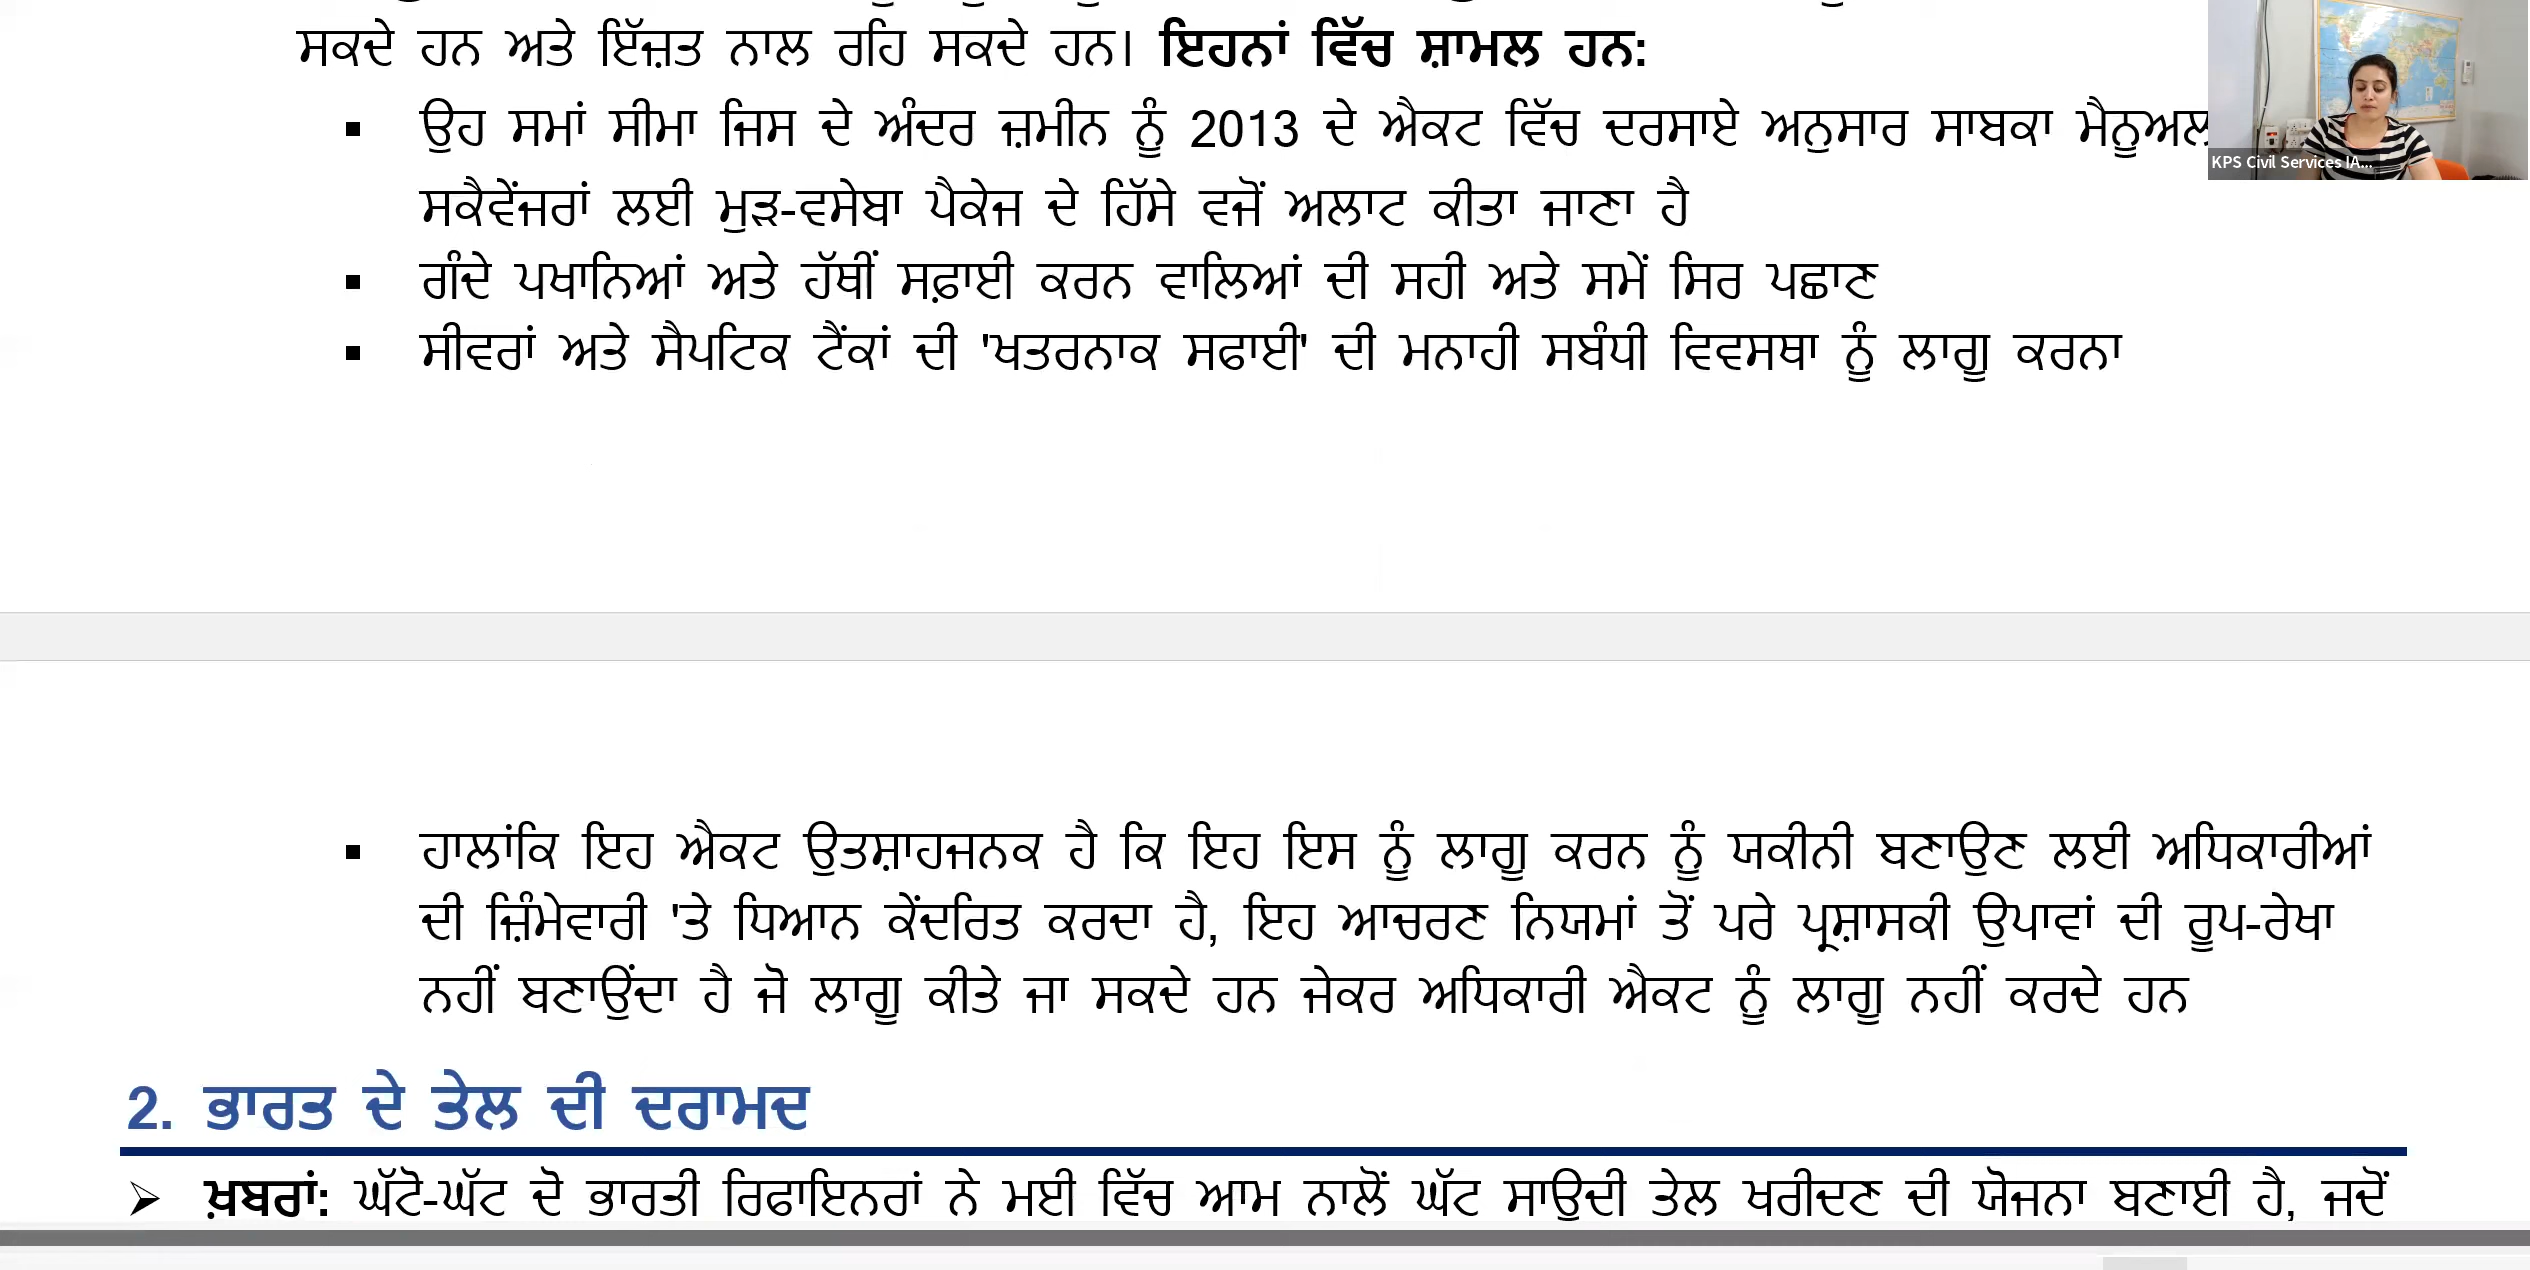 ਸਕਦੇ ਹਨ ਅਤੇ ਇੱਜ਼ਤ ਨਾਲ ਰਹਿ ਸਕਦੇ ਹਨ। ਇਹਨਾਂ ਵਿੱਚ ਸ਼ਾਮਲ ਹਨ:
▪ ਉਹ ਸਮਾਂ ਸੀਮਾ ਜਿਸ ਦੇ ਅੰਦਰ ਜ਼ਮੀਨ ਨੂੰ 2013 ਦੇ ਐਕਟ ਵਿੱਚ ਦਰਸਾਏ ਅਨੁਸਾਰ ਸਾਬਕਾ ਮੈਨੂਅਲ
KPS Civil Services IA...
ਸਕੈਵੇਂਜਰਾਂ ਲਈ ਮੁੜ-ਵਸੇਬਾ ਪੈਕੇਜ ਦੇ ਹਿੱਸੇ ਵਜੋਂ ਅਲਾਟ ਕੀਤਾ ਜਾਣਾ ਹੈ
▪ ਗੰਦੇ ਪਖਾਨਿਆਂ ਅਤੇ ਹੱਥੀਂ ਸਫ਼ਾਈ ਕਰਨ ਵਾਲਿਆਂ ਦੀ ਸਹੀ ਅਤੇ ਸਮੇਂ ਸਿਰ ਪਛਾਣ
▪ ਸੀਵਰਾਂ ਅਤੇ ਸੈਪਟਿਕ ਟੈਂਕਾਂ ਦੀ 'ਖਤਰਨਾਕ ਸਫਾਈ' ਦੀ ਮਨਾਹੀ ਸਬੰਧੀ ਵਿਵਸਥਾ ਨੂੰ ਲਾਗੂ ਕਰਨਾ
▪ ਹਾਲਾਂਕਿ ਇਹ ਐਕਟ ਉਤਸ਼ਾਹਜਨਕ ਹੈ ਕਿ ਇਹ ਇਸ ਨੂੰ ਲਾਗੂ ਕਰਨ ਨੂੰ ਯਕੀਨੀ ਬਣਾਉਣ ਲਈ ਅਧਿਕਾਰੀਆਂ
ਦੀ ਜ਼ਿੰਮੇਵਾਰੀ 'ਤੇ ਧਿਆਨ ਕੇਂਦਰਿਤ ਕਰਦਾ ਹੈ, ਇਹ ਆਚਰਣ ਨਿਯਮਾਂ ਤੋਂ ਪਰੇ ਪ੍ਰਸ਼ਾਸਕੀ ਉਪਾਵਾਂ ਦੀ ਰੂਪ-ਰੇਖਾ
ਨਹੀਂ ਬਣਾਉਂਦਾ ਹੈ ਜੋ ਲਾਗੂ ਕੀਤੇ ਜਾ ਸਕਦੇ ਹਨ ਜੇਕਰ ਅਧਿਕਾਰੀ ਐਕਟ ਨੂੰ ਲਾਗੂ ਨਹੀਂ ਕਰਦੇ ਹਨ
2. ਭਾਰਤ ਦੇ ਤੇਲ ਦੀ ਦਰਾਮਦ
➢ ਖ਼ਬਰਾਂ: ਘੱਟੋ-ਘੱਟ ਦੋ ਭਾਰਤੀ ਰਿਫਾਇਨਰਾਂ ਨੇ ਮਈ ਵਿੱਚ ਆਮ ਨਾਲੋਂ ਘੱਟ ਸਾਉਦੀ ਤੇਲ ਖਰੀਦਣ ਦੀ ਯੋਜਨਾ ਬਣਾਈ ਹੈ, ਜਦੋਂ